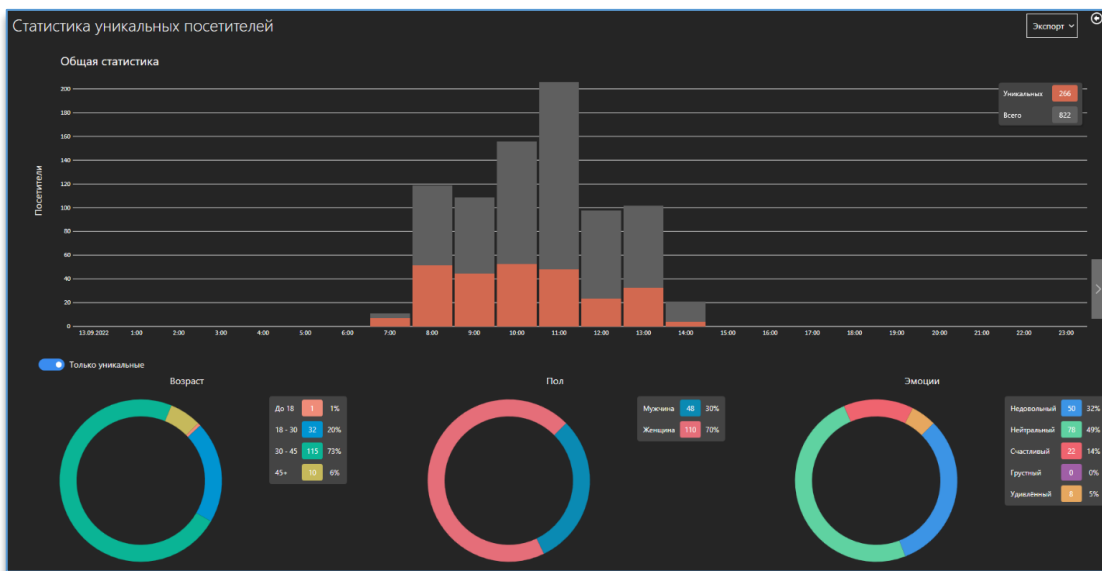 Статистика уникальных посетителей
Экспорт
Общая статистика
Посетители
200
180
160
140
120
100
80
60
40
20
0
Уникальных 266
Всего 822
13.09.2022 1:00 2:00 3:00 4:00 5:00 6:00 7:00 8:00 9:00 10:00 11:00 12:00 13:00 14:00 15:00 16:00 17:00 18:00 19:00 20:00 21:00 22:00 23:00
Только уникальные
Возраст
До 18 1 1%
18 - 30 32 20%
30 - 45 115 73%
45+ 10 6%
Пол
Мужчина 48 30%
Женщина 110 70%
Эмоции
Недовольный 50 32%
Нейтральный 78 49%
Счастливый 22 14%
Грустный 0 0%
Удивлённый 8 5%